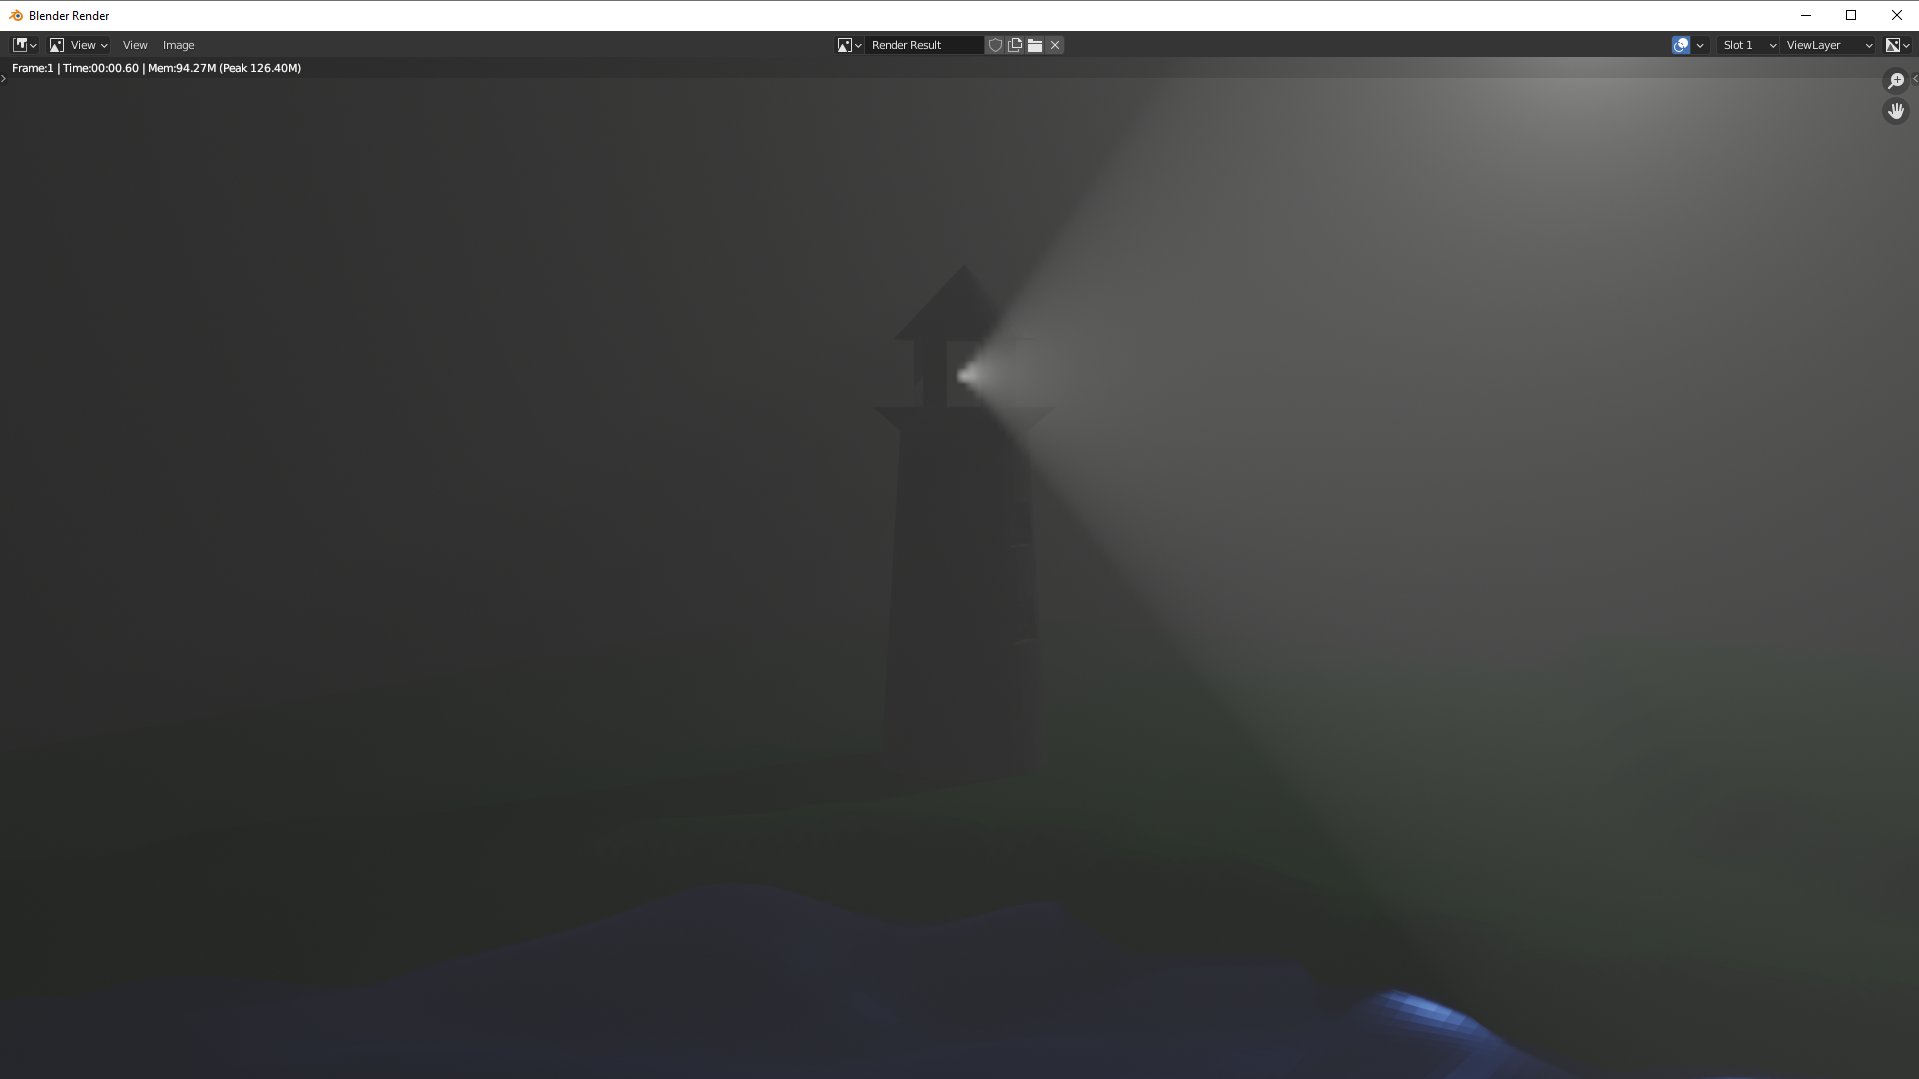 Blender Render
View View Image Render Result Slot 1 ViewLayer
Frame:1 | Time:00:00.60 | Mem:94.27M (Peak 126.40M)